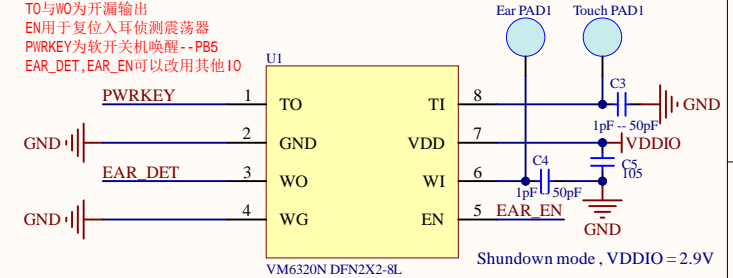 TO与WO为开漏输出
EN用于复位入耳侦测震荡器
PWRKEY为软开关机唤醒--PB5
EAR_DET,EAR_EN可以改用其他IO
Ear PAD1
Touch PAD1
U1
C3
PWRKEY
1
TO
TI
8
GND
1pF -- 50pF
GND
2
GND
VDD
7
VDDIO
C5
105
C4
EAR_DET
3
WO
WI
6
1pF -- 50pF
GND
4
WG
EN
5
EAR_EN
GND
VM6320N DFN2X2-8L
Shundown mode , VDDIO = 2.9V